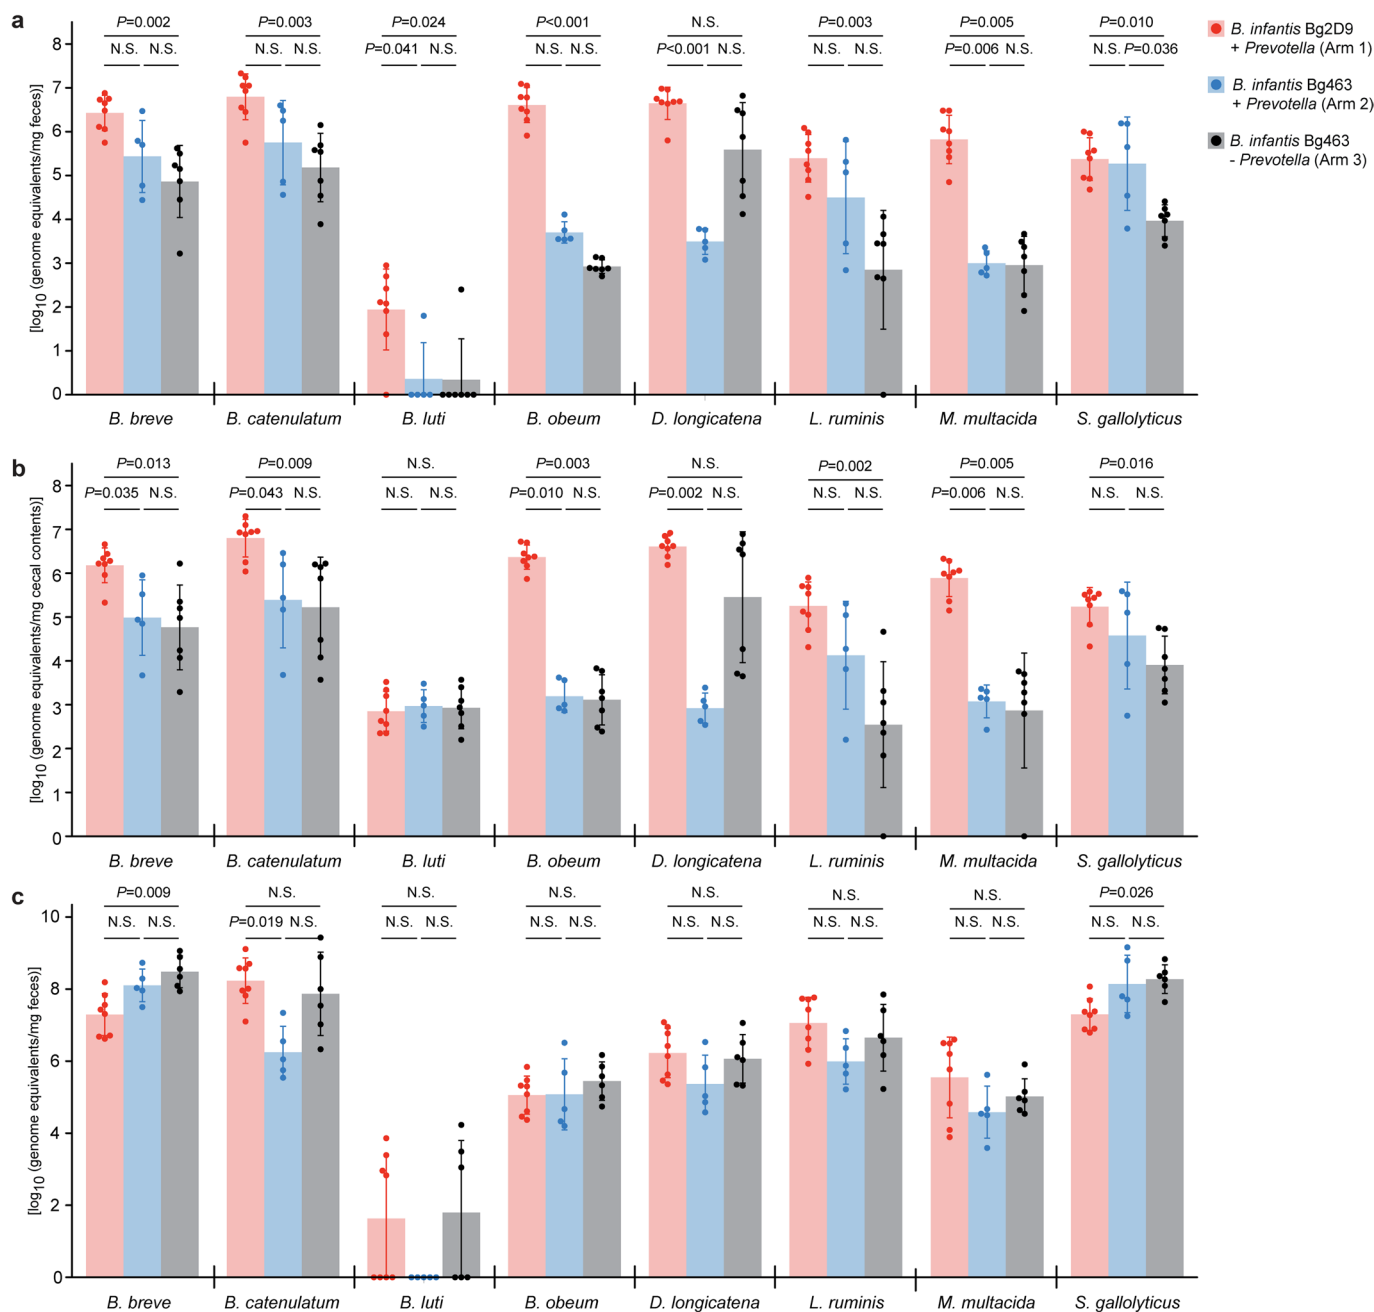 a
P=0.002 P=0.003 P=0.024 P<0.001 N.S. P=0.003 P=0.005 P=0.010
N.S. N.S. N.S. N.S. P=0.041 N.S. N.S. N.S. P<0.001 N.S. N.S. N.S. P=0.006 N.S. N.S. P=0.036
B. infantis Bg2D9
+ Prevotella (Arm 1)
B. infantis Bg463
+ Prevotella (Arm 2)
B. infantis Bg463
- Prevotella (Arm 3)
[log10 (genome equivalents/mg feces)]
8
7
6
5
4
3
2
1
0
B. breve B. catenulatum B. luti B. obeum D. longicatena L. ruminis M. multacida S. gallolyticus
b
P=0.013 P=0.009 N.S. P=0.003 N.S. P=0.002 P=0.005 P=0.016
P=0.035 N.S. P=0.043 N.S. N.S. N.S. P=0.010 N.S. P=0.002 N.S. N.S. N.S. P=0.006 N.S. N.S. N.S.
[log10 (genome equivalents/mg cecal contents)]
8
7
6
5
4
3
2
1
0
B. breve B. catenulatum B. luti B. obeum D. longicatena L. ruminis M. multacida S. gallolyticus
c
P=0.009 N.S. N.S. N.S. N.S. N.S. N.S. P=0.026
N.S. N.S. P=0.019 N.S. N.S. N.S. N.S. N.S. N.S. N.S. N.S. N.S. N.S. N.S. N.S. N.S.
[log10 (genome equivalents/mg feces)]
10
8
6
4
2
0
B. breve B. catenulatum B. luti B. obeum D. longicatena L. ruminis M. multacida S. gallolyticus